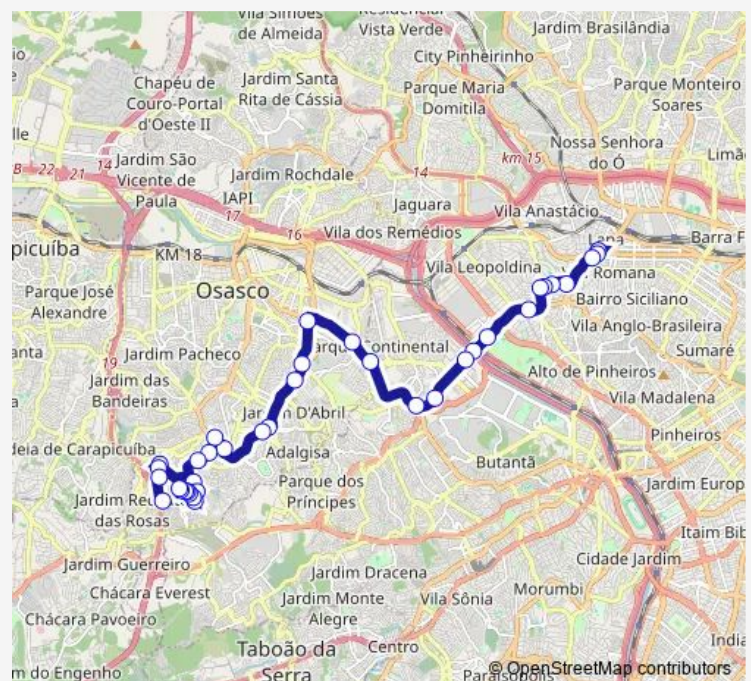 Vila Simões
de Almeida
Residencial
Vista Verde
Jardim Brasilândia
City Pinheirinho
Chapéu de
Couro-Portal
d'Oeste II
Jardim Santa
Rita de Cássia
Parque Maria
Domitila
Parque Monteiro
Soares
Nossa Senhora
do Ó
km 15
Limão
14
Jardim São
Vicente de
Paula
B 22 21
Jardim Rochdale
14
IAPI
17
Jaguara
Vila Anastácio
16
Vila dos Remédios
Lapa
Barra F
picuíba
KM 18
Vila Leopoldina
Romana
Parque José
Alexandre
Osasco
Bairro Siciliano
Vila Anglo-Brasileira
anta
19
Jardim Pacheco
Parque Continental
Sumaré
Jardim das
Bandeiras
Alto de Pinheiros
Vila Madalena
Jardim D'Abril
Pinheiros
deia de Carapicuíba
Adalgisa
Butantã
Parque dos
Príncipes
Jardim Europ
Jardim Re
das Rosas
Itaim Bib
Jardim Guerreiro
Cidade Jardim
Chácara Everest
Jardim Dracena
Jardim Monte
Alegre
Vila Sônia
Morumbi
Chácara Pavoeiro
India
Taboão da
Serra
Centro
m do Engenho
Paraisópolis
© OpenStreetMap contributors